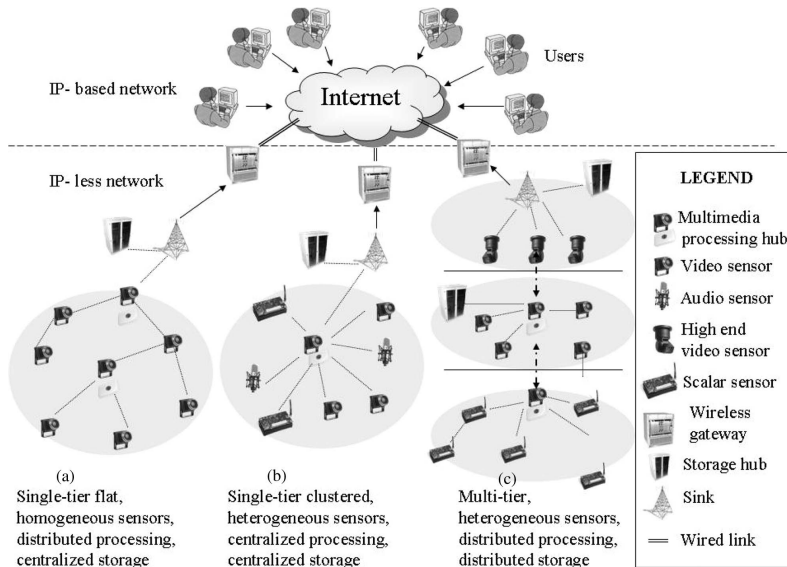 Users
IP- based network
Internet
IP- less network
LEGEND
Multimedia
processing hub
Video sensor
Audio sensor
High end
video sensor
Scalar sensor
Wireless
gateway
Storage hub
Sink
Wired link
(a)
Single-tier flat,
homogeneous sensors,
distributed processing,
centralized storage
(b)
Single-tier clustered,
heterogeneous sensors,
centralized processing,
centralized storage
(c)
Multi-tier,
heterogeneous sensors,
distributed processing,
distributed storage